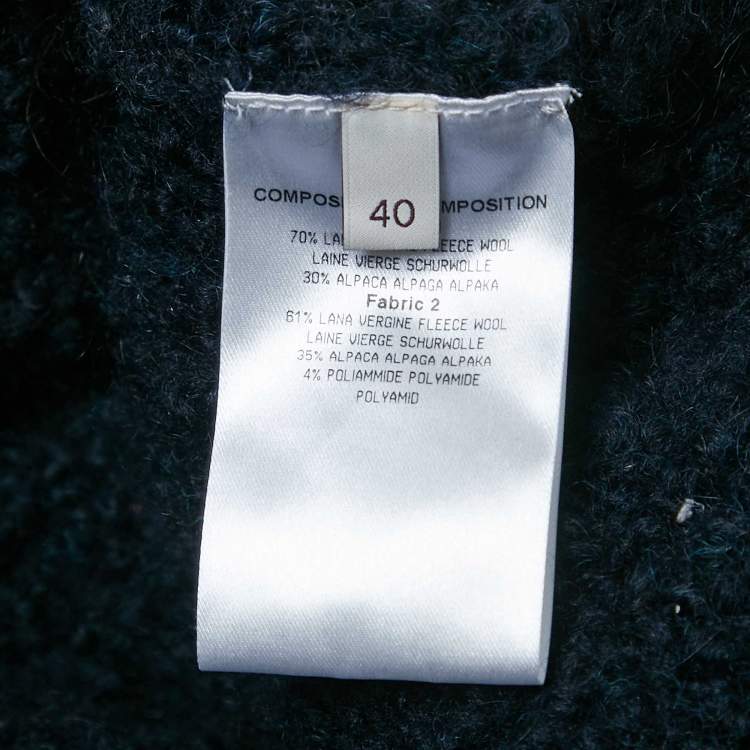 COMPOS MPOSITION
40
70% LA FLEECE WOOL
LAINE VIERGE SCHURWOLLE
30% ALPACA ALPAGA ALPAKA
Fabric 2
61% LANA VERGINE FLEECE WOOL
LAINE VIERGE SCHURWOLLE
35% ALPACA ALPAGA ALPAKA
4% POLIAMMIDE POLYAMIDE
POLYAMID